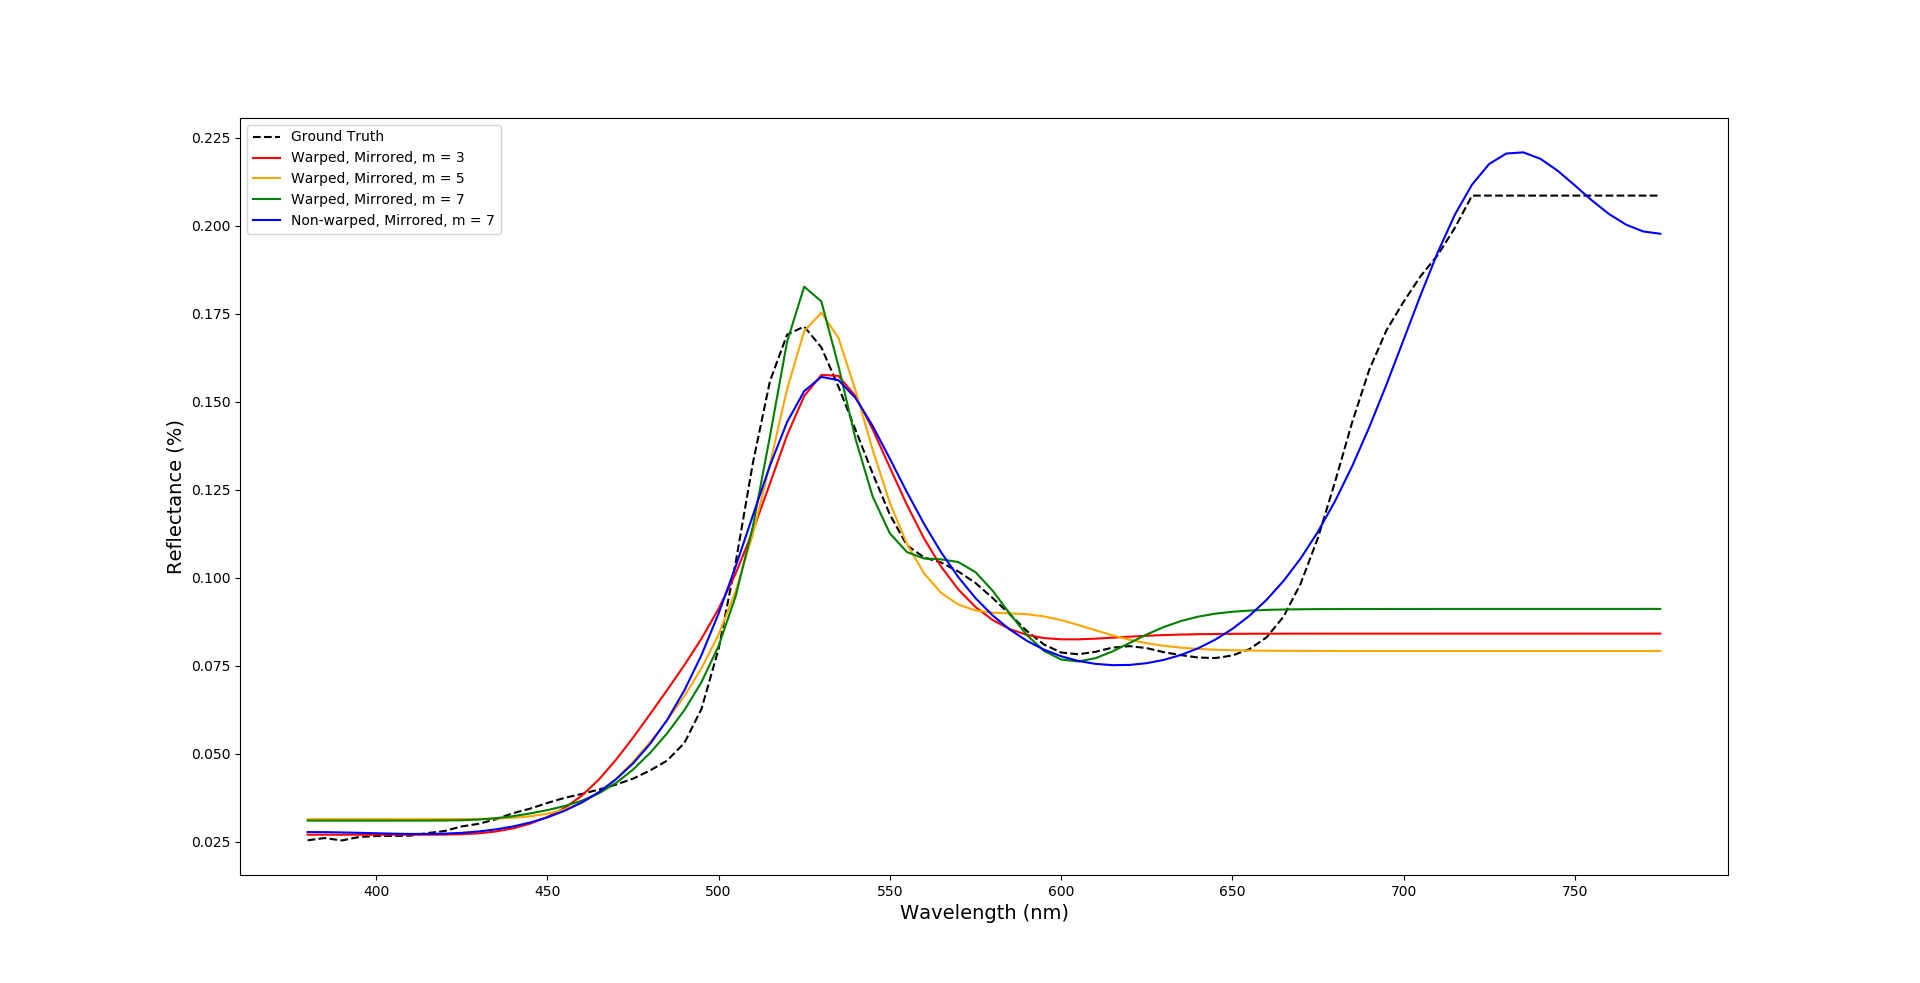 Ground Truth
Warped, Mirrored, m = 3
Warped, Mirrored, m = 5
Warped, Mirrored, m = 7
Non-warped, Mirrored, m = 7
0.225
0.200
0.175
0.150
0.125
0.100
0.075
0.050
0.025
Reflectance (%)
400 450 500 550 600 650 700 750
Wavelength (nm)